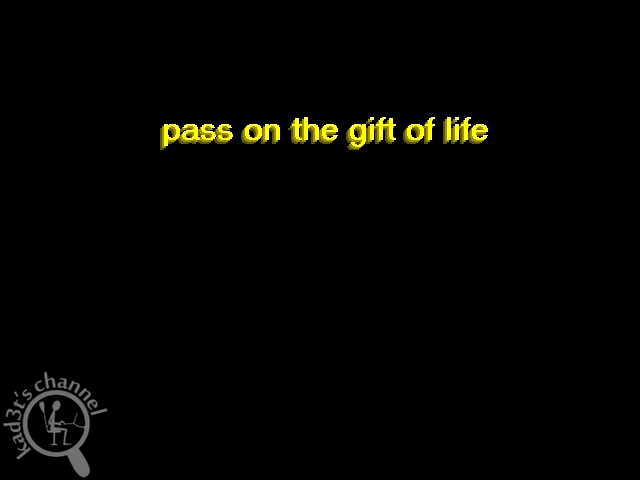 pass on the gift of life
kad3r's channel